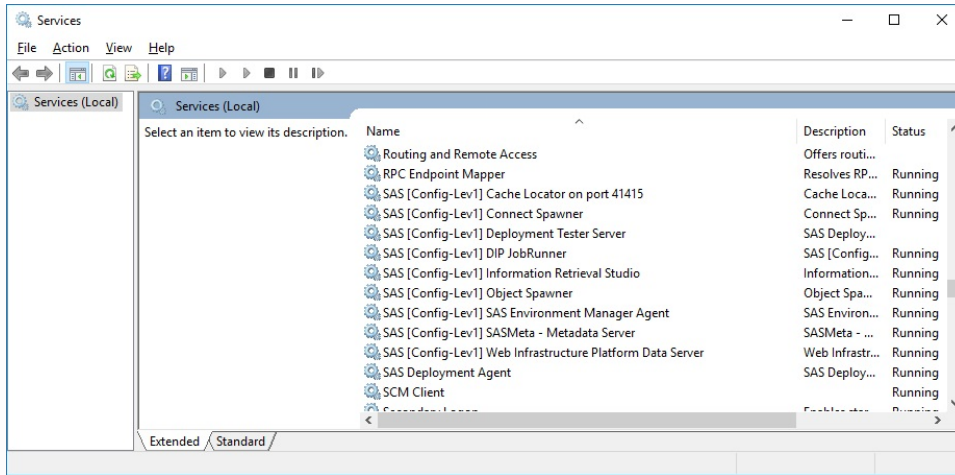 Services
File Action View Help
Services (Local)
Services (Local)
Select an item to view its description.
Name Description Status
Routing and Remote Access Offers routi...
RPC Endpoint Mapper Resolves RP... Running
SAS [Config-Lev1] Cache Locator on port 41415 Cache Loca... Running
SAS [Config-Lev1] Connect Spawner Connect Sp... Running
SAS [Config-Lev1] Deployment Tester Server SAS Deploy...
SAS [Config-Lev1] DIP JobRunner SAS [Config... Running
SAS [Config-Lev1] Information Retrieval Studio Information... Running
SAS [Config-Lev1] Object Spawner Object Spa... Running
SAS [Config-Lev1] SAS Environment Manager Agent SAS Environ... Running
SAS [Config-Lev1] SASMeta - Metadata Server SASMeta - ... Running
SAS [Config-Lev1] Web Infrastructure Platform Data Server Web Infrastr... Running
SAS Deployment Agent SAS Deploy... Running
SCM Client Running
Extended Standard